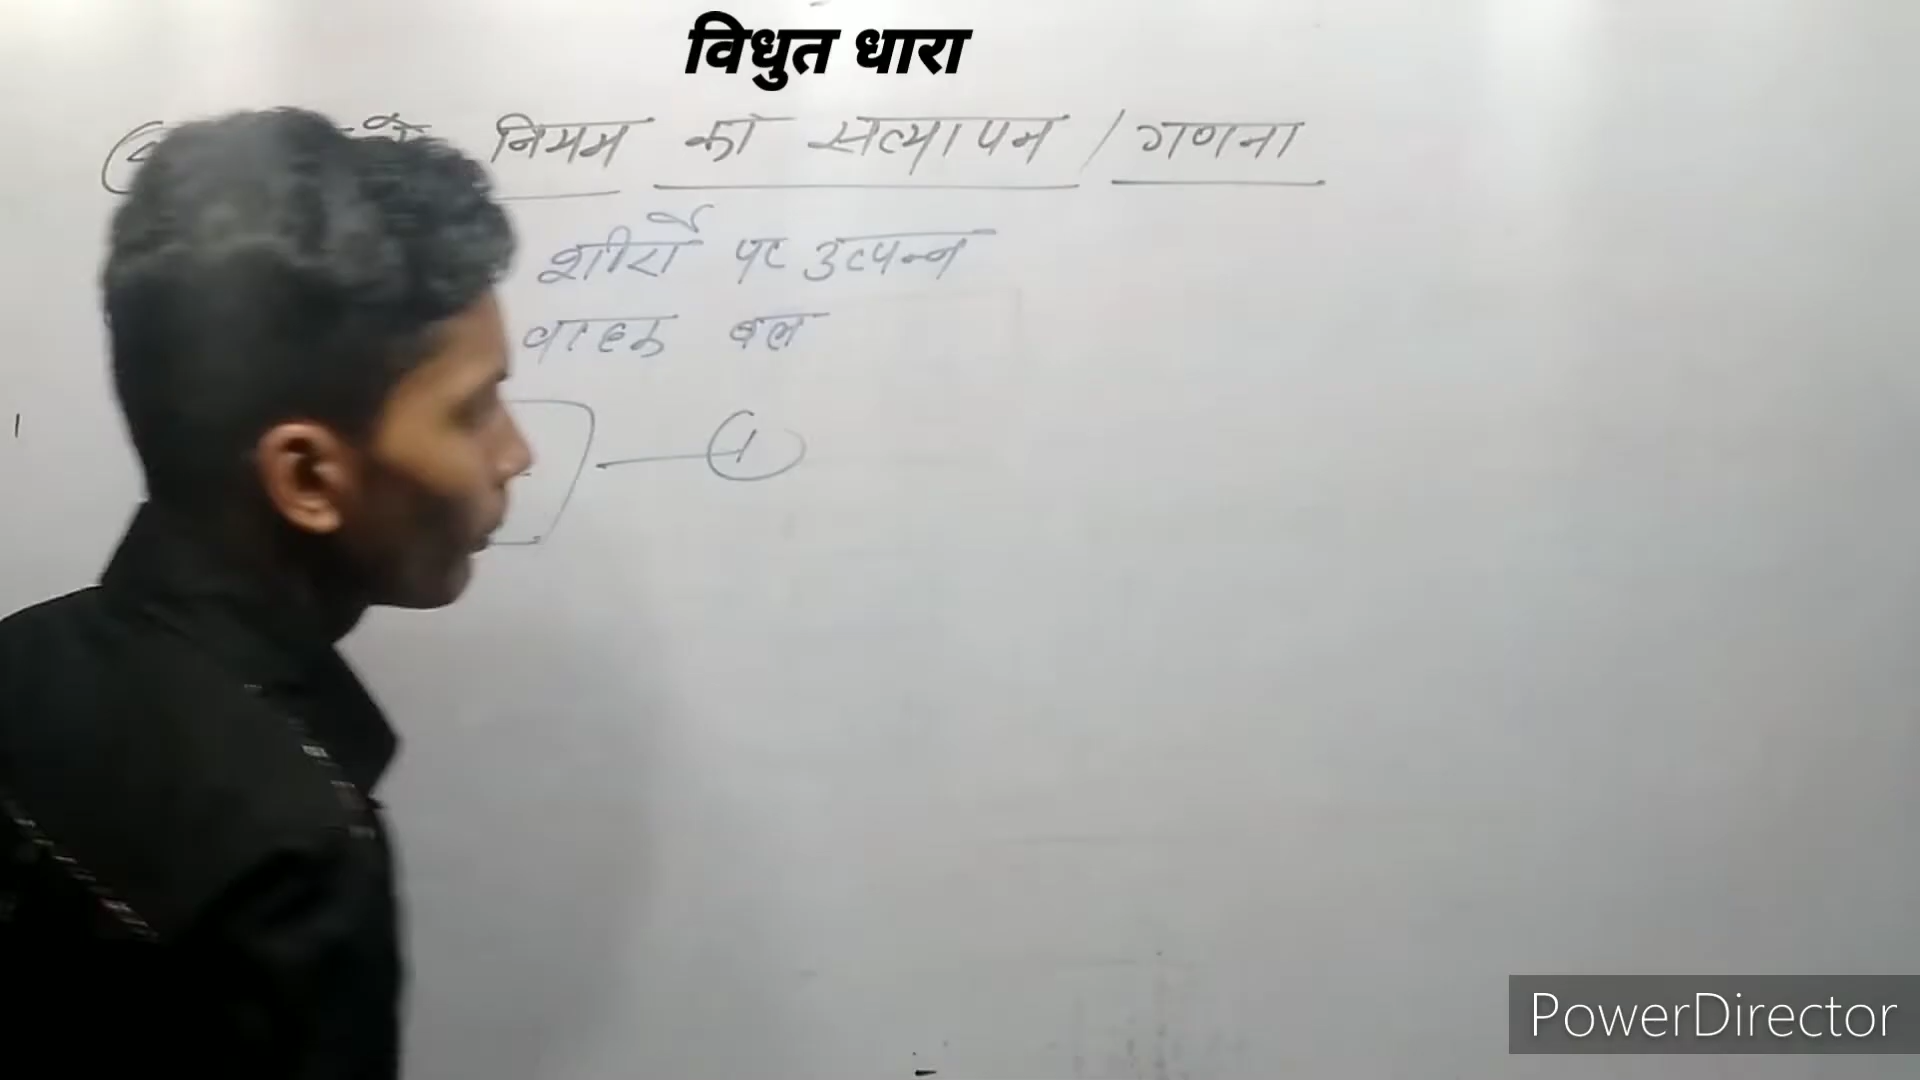 विधुत धारा
नियम का सत्यापन / गणना
शीरों पर उत्पन्न
वाहक बल
1
PowerDirector